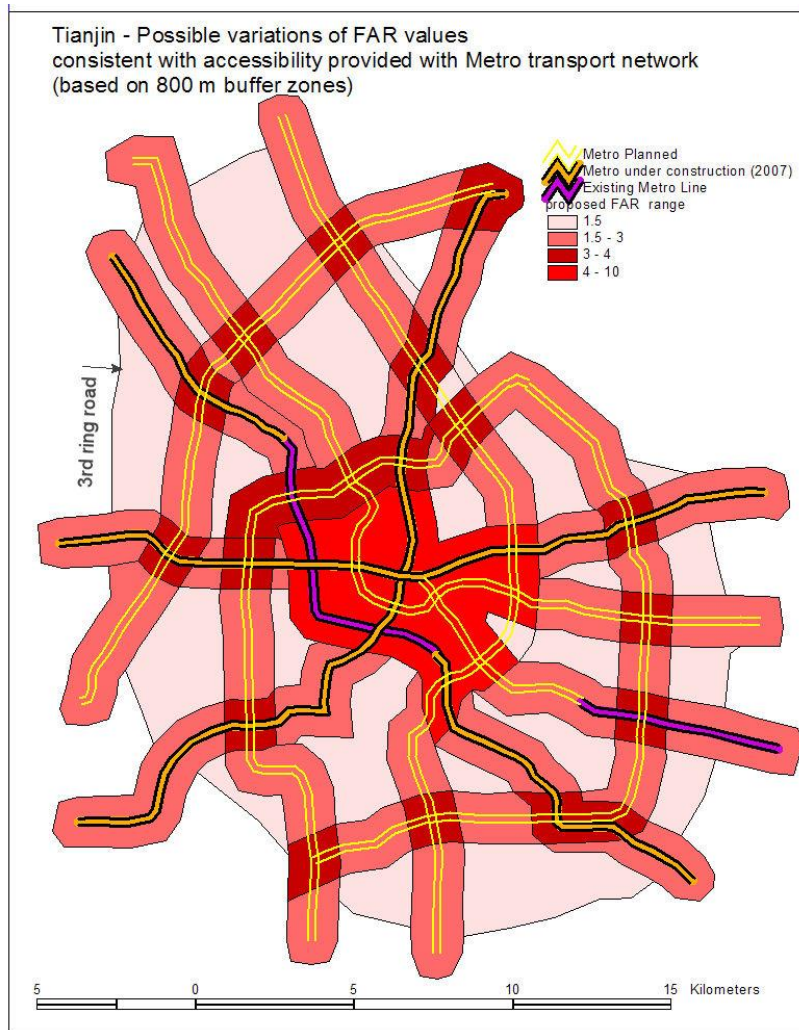 Tianjin - Possible variations of FAR values
consistent with accessibility provided with Metro transport network
(based on 800 m buffer zones)
Metro Planned
Metro under construction (2007)
Existing Metro Line
proposed FAR range
1.5
1.5 - 3
3 - 4
4 - 10
3rd ring road
5 0 5 10 15 Kilometers